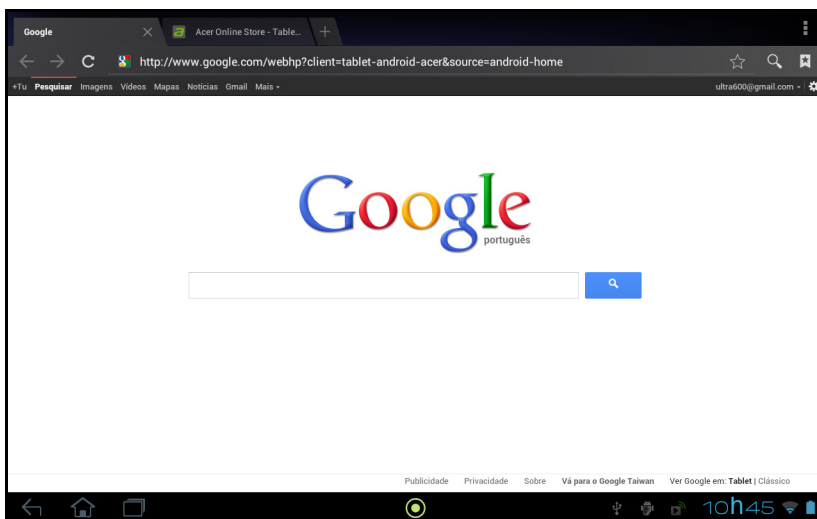 Google
Acer Online Store - Table...
http://www.google.com/webhp?client=tablet-android-acer&source=android-home
+Tu Pesquisar Imagens Vídeos Mapas Notícias Gmail Mais
ultra600@gmail.com
Google
português
Publicidade Privacidade Sobre Vá para o Google Taiwan Ver Google em: Tablet | Clássico
10h45